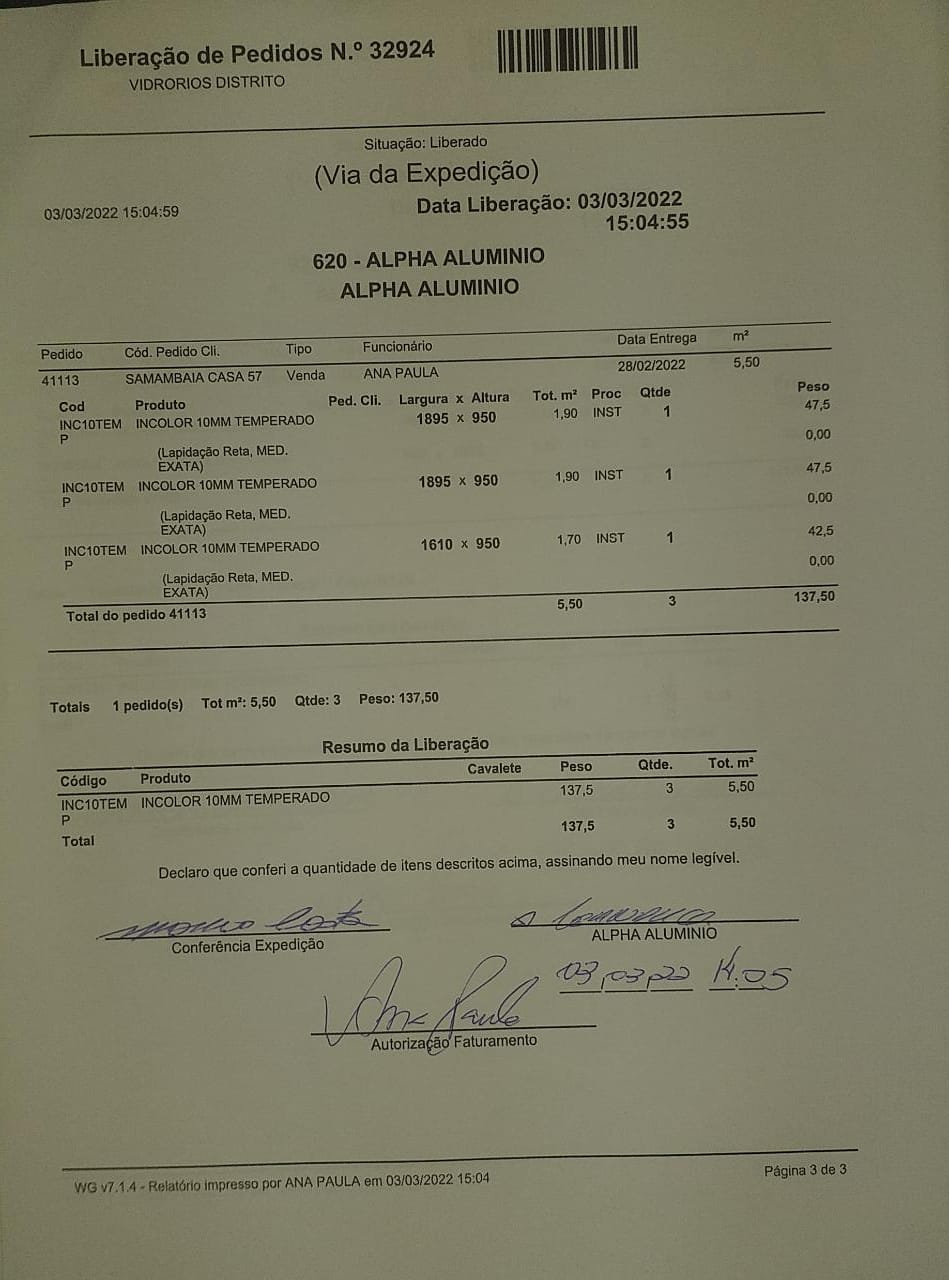 Liberação de Pedidos N.º 32924
VIDRORIOS DISTRITO
Situação: Liberado
(Via da Expedição)
03/03/2022 15:04:59
Data Liberação: 03/03/2022
15:04:55
620 - ALPHA ALUMINIO
ALPHA ALUMINIO
Pedido Cód. Pedido Cli. Tipo Funcionário Data Entrega m²
41113 SAMAMBAIA CASA 57 Venda ANA PAULA 28/02/2022 5,50
Cod Produto Ped. Cli. Largura x Altura Tot. m² Proc Qtde Peso
INC10TEM INCOLOR 10MM TEMPERADO 1895 x 950 1,90 INST 1 47,5
P
0,00
(Lapidação Reta, MED.
EXATA)
INC10TEM INCOLOR 10MM TEMPERADO 1895 x 950 1,90 INST 1 47,5
P
0,00
(Lapidação Reta, MED.
EXATA)
INC10TEM INCOLOR 10MM TEMPERADO 1610 x 950 1,70 INST 1 42,5
P
0,00
(Lapidação Reta, MED.
EXATA)
Total do pedido 41113 5,50 3 137,50
Totais 1 pedido(s) Tot m²: 5,50 Qtde: 3 Peso: 137,50
Resumo da Liberação
Código Produto Cavalete Peso Qtde. Tot. m²
INC10TEM INCOLOR 10MM TEMPERADO 137,5 3 5,50
P
Total 137,5 3 5,50
Declaro que conferi a quantidade de itens descritos acima, assinando meu nome legível.
Costa
Conferência Expedição
ALPHA ALUMINIO
03,03,22 14:05
Ana Paula
Autorização Faturamento
WG v7.1.4 - Relatório impresso por ANA PAULA em 03/03/2022 15:04
Página 3 de 3